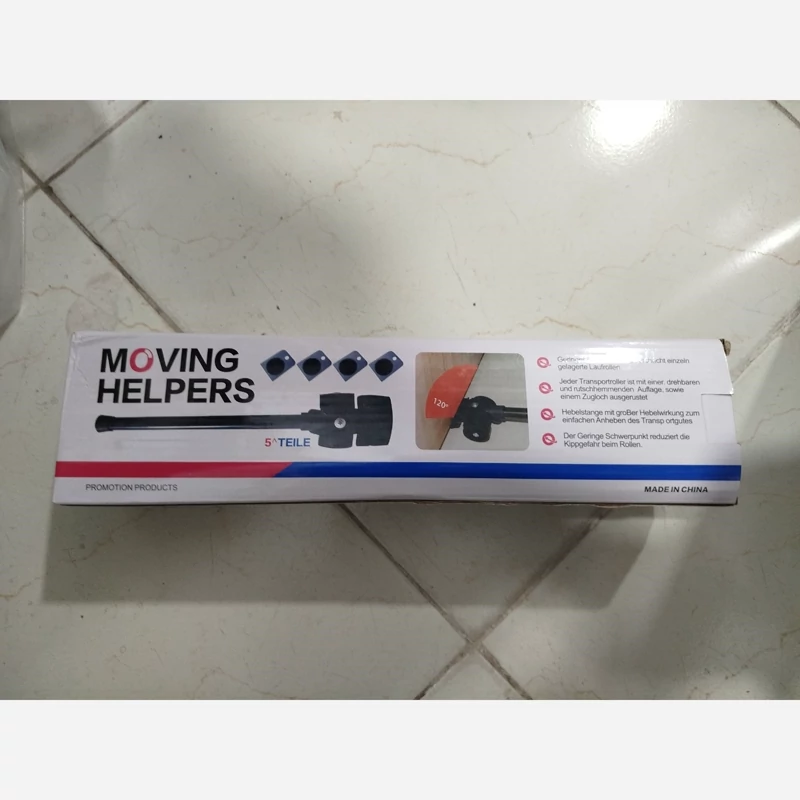 MOVING
HELPERS
5^TEILE
120°
einzeln
gelagerte Laufrollen
Jeder Transportroller ist mit einer, drehbaren
und rutschhemmenden Auflage, sowie
einem Zugloch ausgerustet
Hebelstange mit großer Hebelwirkung zum
einfachen Anheben des Transp ortgutes
Der Geringe Schwerpunkt reduziert die
Kippgefahr beim Rollen.
PROMOTION PRODUCTS
MADE IN CHINA